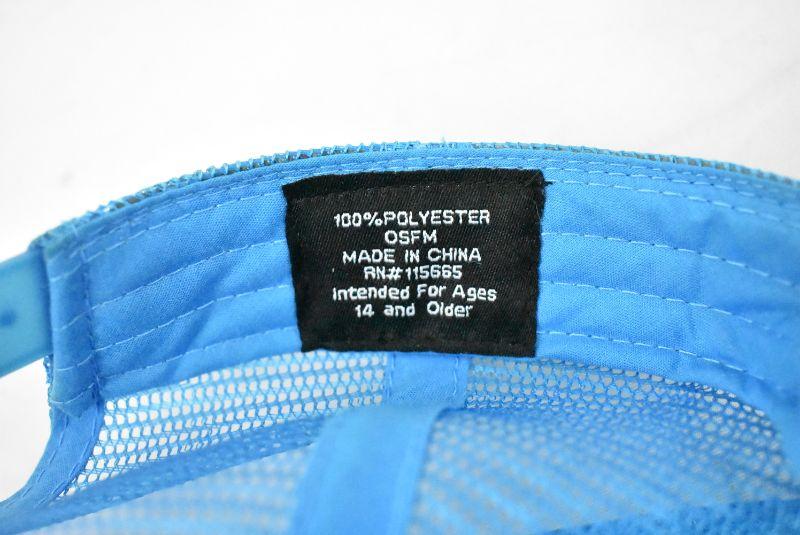 100%POLYESTER
OSFM
MADE IN CHINA
RN#115665
Intended For Ages
14 and Older